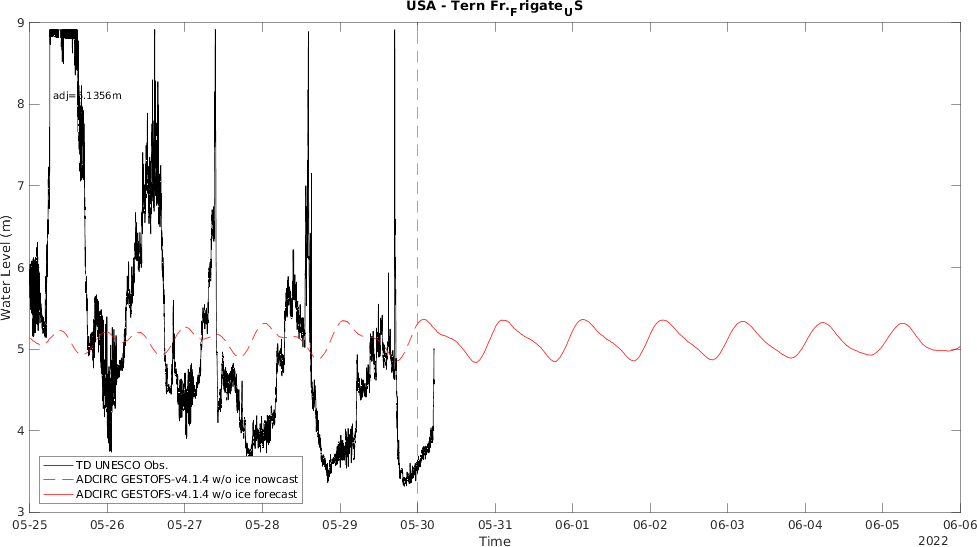 USA - Tern Fr.FrigateUS
9
8
7
6
5
4
3
Water Level (m)
adj=
.1356m
TD UNESCO Obs.
ADCIRC GESTOFS-v4.1.4 w/o ice nowcast
ADCIRC GESTOFS-v4.1.4 w/o ice forecast
05-25 05-26 05-27 05-28 05-29 05-30 05-31 06-01 06-02 06-03 06-04 06-05 06-06
Time
2022